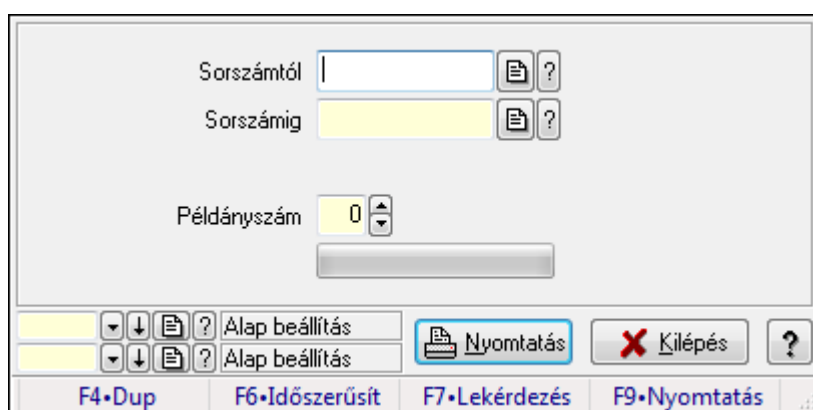 Sorszámtól ?
Sorszámig ?
Példányszám 0
? Alap beállítás
? Alap beállítás
Nyomtatás Kilépés ?
F4•Dup F6•Időszerűsít F7•Lekérdezés F9•Nyomtatás